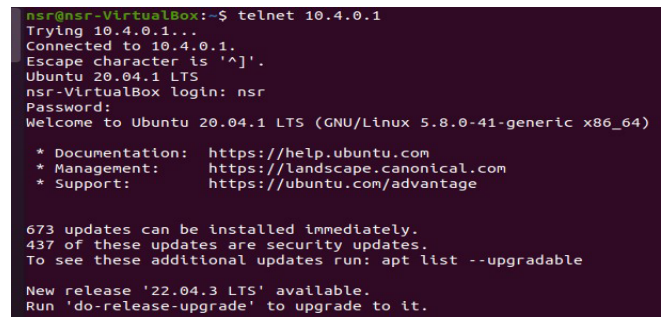 nsr@nsr-VirtualBox:~$ telnet 10.4.0.1
Trying 10.4.0.1...
Connected to 10.4.0.1.
Escape character is '^]'.
Ubuntu 20.04.1 LTS
nsr-VirtualBox login: nsr
Password:
Welcome to Ubuntu 20.04.1 LTS (GNU/Linux 5.8.0-41-generic x86_64)
* Documentation: https://help.ubuntu.com
* Management: https://landscape.canonical.com
* Support: https://ubuntu.com/advantage
673 updates can be installed immediately.
437 of these updates are security updates.
To see these additional updates run: apt list --upgradable
New release '22.04.3 LTS' available.
Run 'do-release-upgrade' to upgrade to it.